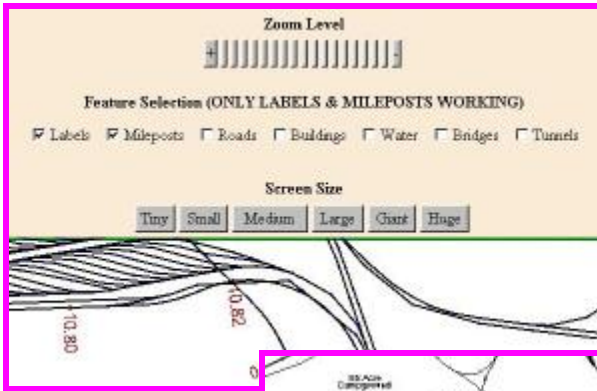 Zoom Level
+ -
Feature Selection (ONLY LABELS & MILEPOSTS WORKING)
Labels Mileposts Roads Buildings Water Bridges Tunnels
Screen Size
Tiny Small Medium Large Giant Huge
10.80
10.82